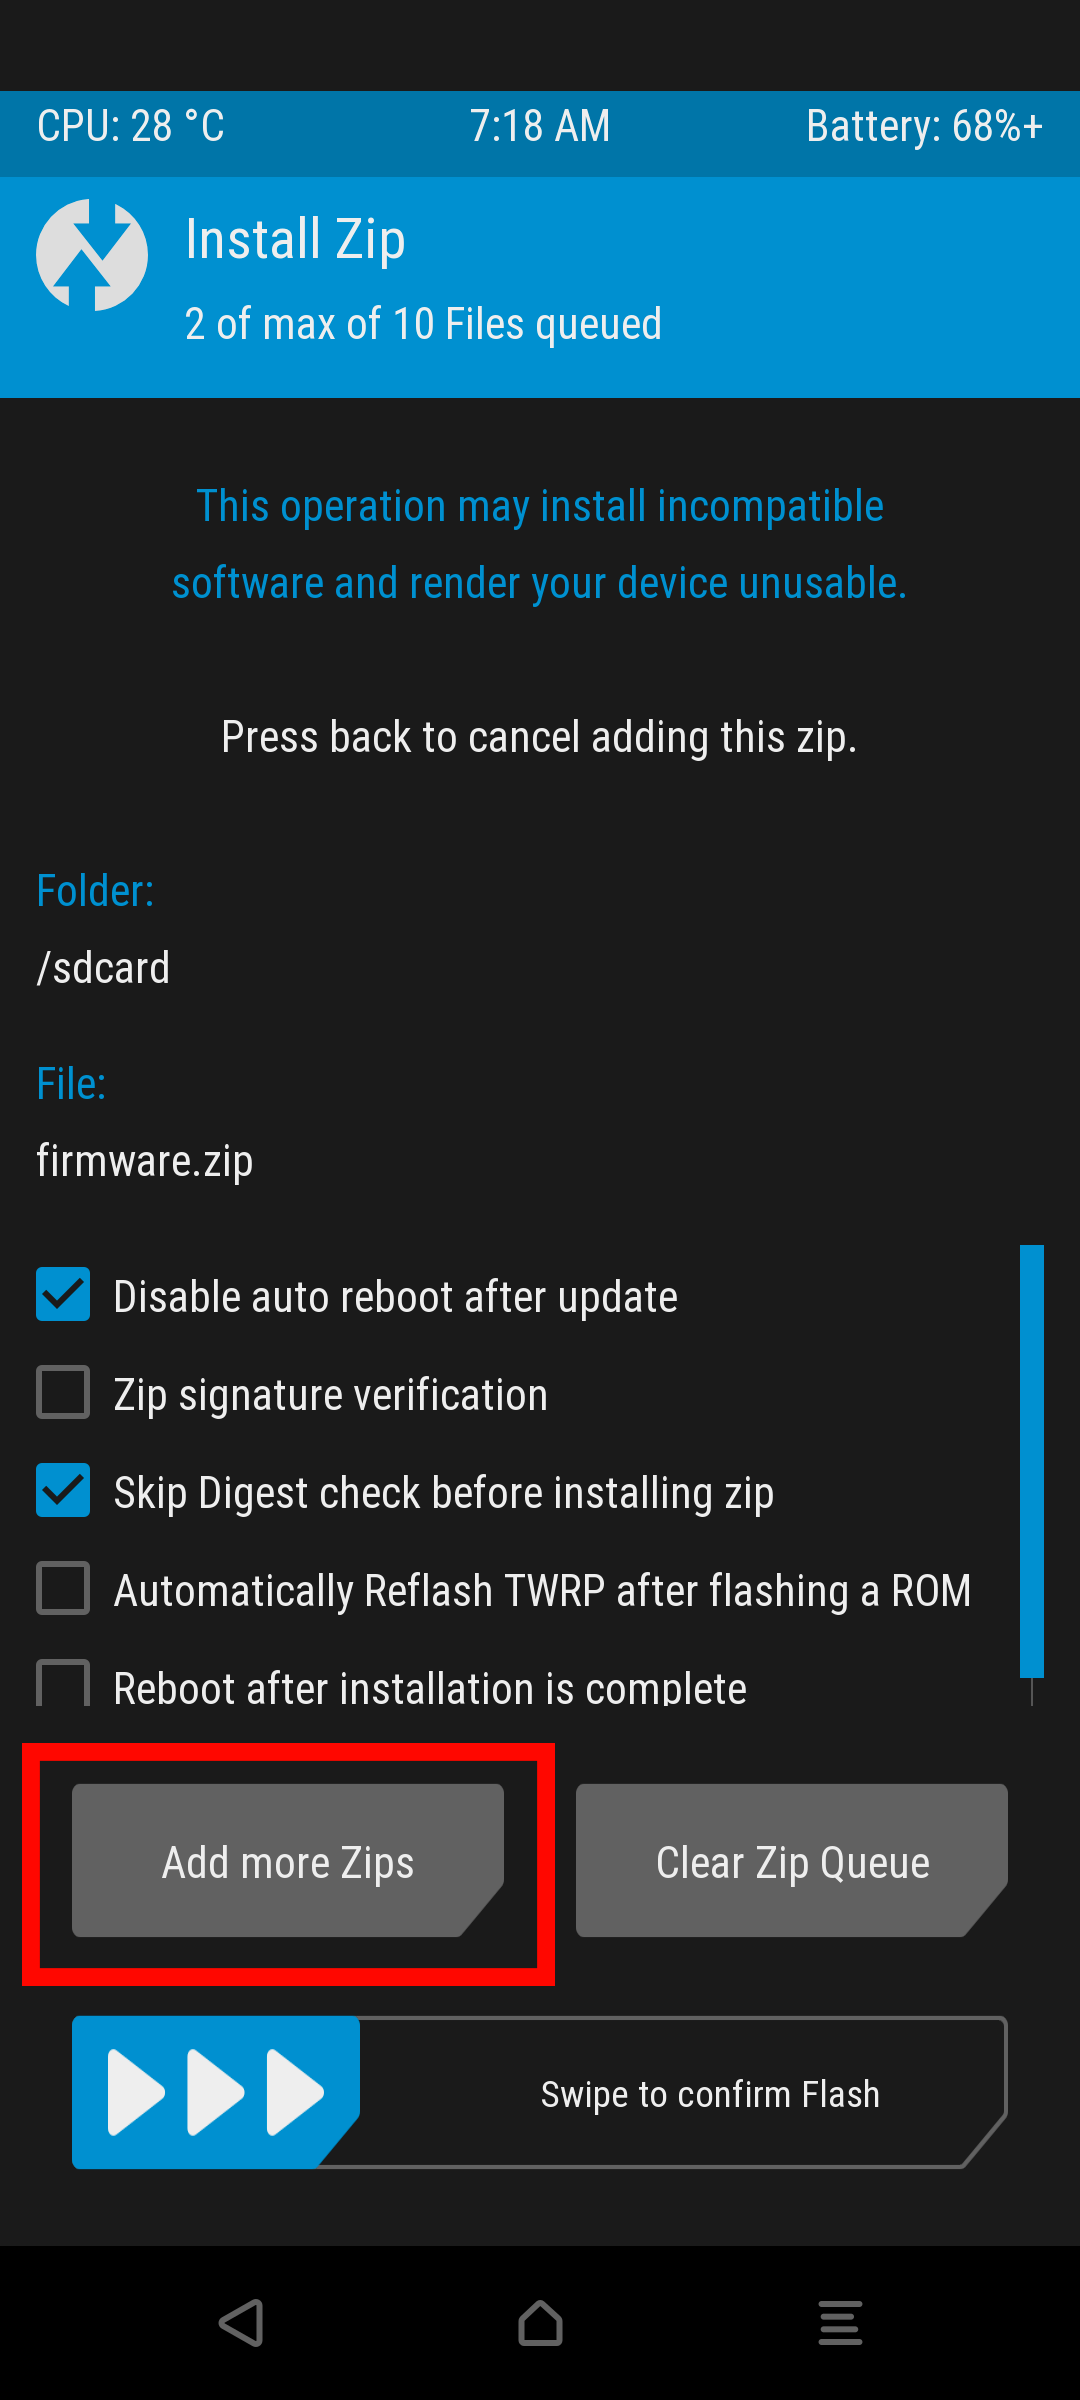 CPU: 28 °C 7:18 AM Battery: 68%+
Install Zip
2 of max of 10 Files queued
This operation may install incompatible
software and render your device unusable.
Press back to cancel adding this zip.
Folder:
/sdcard
File:
firmware.zip
Disable auto reboot after update
Zip signature verification
Skip Digest check before installing zip
Automatically Reflash TWRP after flashing a ROM
Reboot after installation is complete
Add more Zips Clear Zip Queue
Swipe to confirm Flash